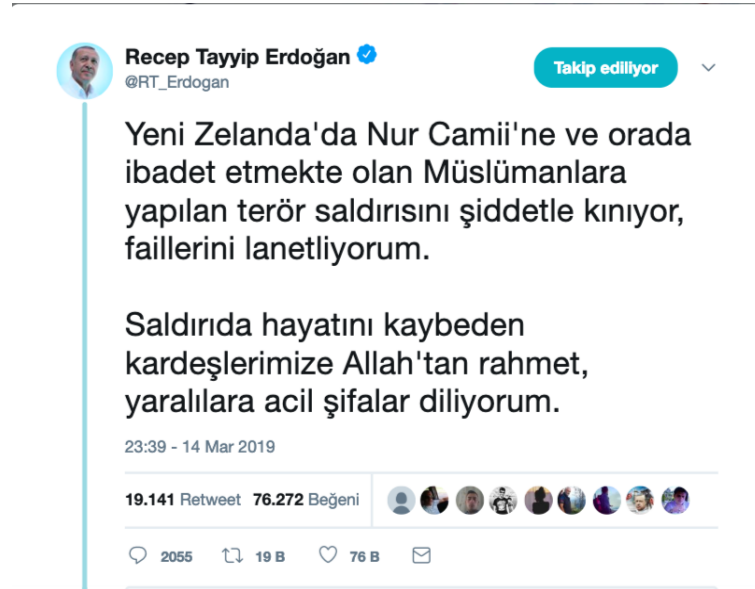 Recep Tayyip Erdoğan
@RT_Erdogan
Takip ediliyor
Yeni Zelanda'da Nur Camii'ne ve orada
ibadet etmekte olan Müslümanlara
yapılan terör saldırısını şiddetle kınıyor,
faillerini lanetliyorum.
Saldırıda hayatını kaybeden
kardeşlerimize Allah'tan rahmet,
yaralılara acil şifalar diliyorum.
23:39 - 14 Mar 2019
19.141 Retweet 76.272 Beğeni
2055 19 B 76 B